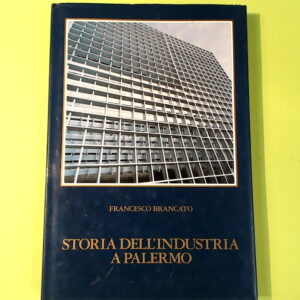 FRANCESCO BRANCATO
STORIA DELL'INDUSTRIA
A PALERMO